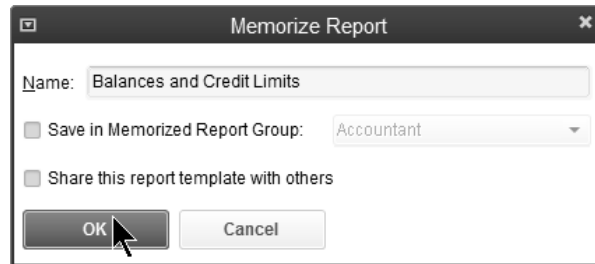 Memorize Report
Name: Balances and Credit Limits
Save in Memorized Report Group: Accountant
Share this report template with others
OK Cancel